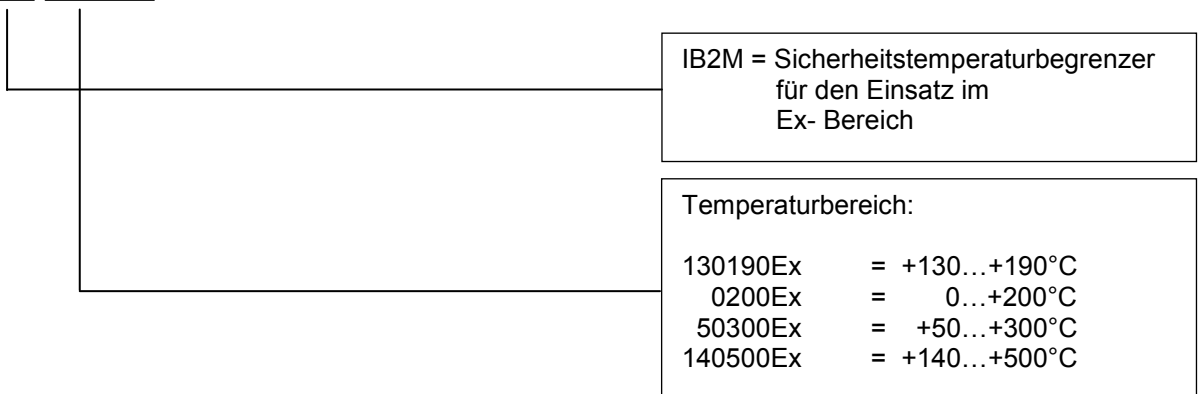 IB2M = Sicherheitstemperaturbegrenzer
für den Einsatz im
Ex- Bereich
Temperaturbereich:
130190Ex = +130…+190°C
0200Ex = 0…+200°C
50300Ex = +50…+300°C
140500Ex = +140…+500°C